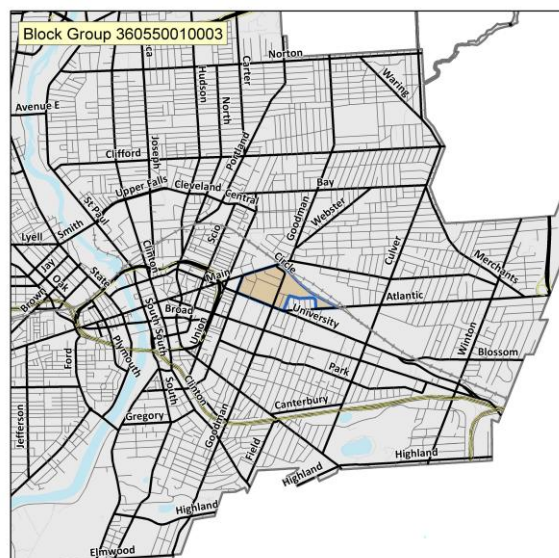 Block Group 360550010003
Norton
Waring
Carter
Hudson
North
Avenue E
Joseph
Portland
Clifford
Bay
Upper Falls
Cleveland
Central
Webster
Goodman
St Paul
Smith
Lyell
Culver
Merchants
Clinton
Circle
Main
Jay
Oak
State
Brown
Atlantic
Broad
South
South
Union
University
Winton
Blossom
Plymouth
Ford
Park
Clinton
South
Canterbury
Gregory
Goodman
Jefferson
Field
Highland
Highland
Highland
Elmwood